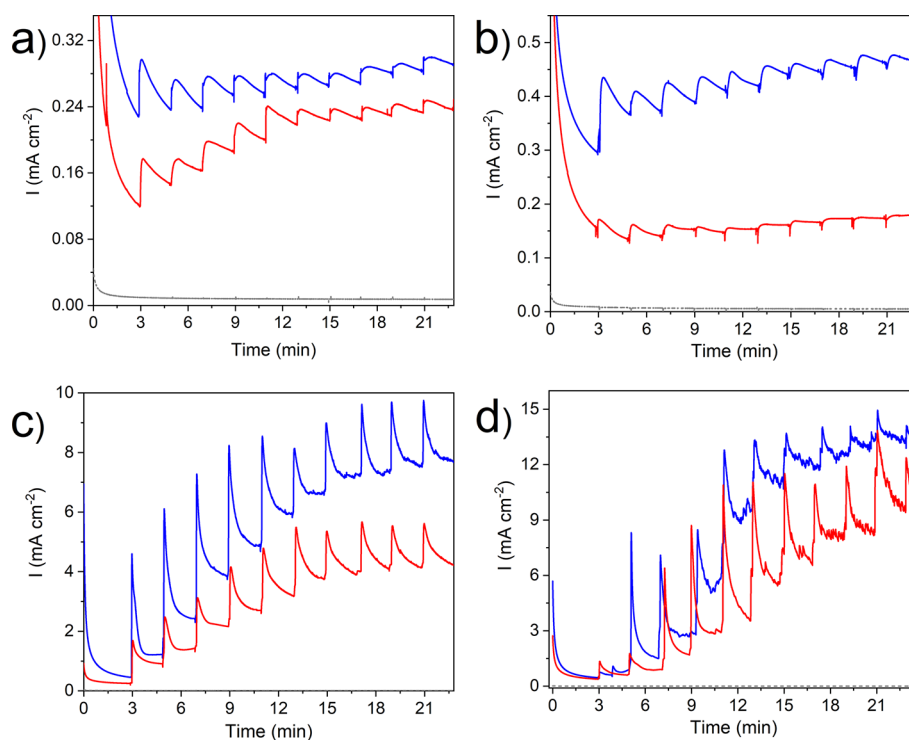 a)
I (mA cm-2)
0.32
0.24
0.16
0.08
0.00
0 3 6 9 12 15 18 21
Time (min)
b)
I (mA cm-2)
0.5
0.4
0.3
0.2
0.1
0.0
0 3 6 9 12 15 18 21
Time (min)
c)
I (mA cm-2)
10
8
6
4
2
0
0 3 6 9 12 15 18 21
Time (min)
d)
I (mA cm-2)
15
12
9
6
3
0
0 3 6 9 12 15 18 21
Time (min)